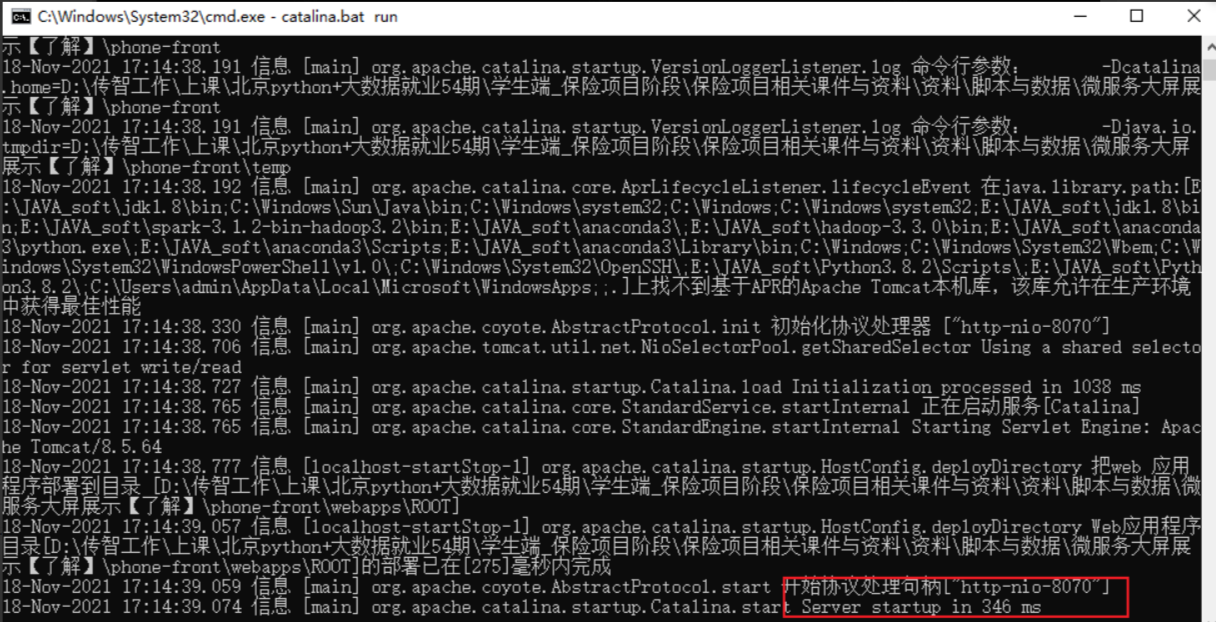 C:\Windows\System32\cmd.exe - catalina.bat  run
示【了解】\phone-front
18-Nov-2021 17:14:38.191 信息 [main] org.apache.catalina.startup.VersionLoggerListener.log 命令行参数：       -Dcatalina
.home=D:\传智工作\上课\北京python+大数据就业54期\学生端_保险项目阶段\保险项目相关课件与资料\资料\脚本与数据\微服务大屏展
示【了解】\phone-front
18-Nov-2021 17:14:38.191 信息 [main] org.apache.catalina.startup.VersionLoggerListener.log 命令行参数：       -Djava.io.
tmpdir=D:\传智工作\上课\北京python+大数据就业54期\学生端_保险项目阶段\保险项目相关课件与资料\资料\脚本与数据\微服务大屏
展示【了解】\phone-front\temp
18-Nov-2021 17:14:38.192 信息 [main] org.apache.catalina.core.AprLifecycleListener.lifecycleEvent 在java.library.path:[E
:\JAVA_soft\jdk1.8\bin;C:\Windows\Sun\Java\bin;C:\Windows\system32;C:\Windows;C:\Windows\system;E:\JAVA_soft\jdk1.8\bi
n;E:\JAVA_soft\spark-3.1.2-bin-hadoop3.2\bin;E:\JAVA_soft\anaconda3\;E:\JAVA_soft\hadoop-3.3.0\bin;E:\JAVA_soft\anaconda
3\python.exe\;E:\JAVA_soft\anaconda3\Scripts;E:\JAVA_soft\anaconda3\Library\bin;C:\Windows;C:\Windows\System32\Wbem;C:\W
indows\System32\WindowsPowerShell\v1.0\;C:\Windows\System32\OpenSSH\;E:\JAVA_soft\Python3.8.2\Scripts\;E:\JAVA_soft\Pyth
on3.8.2\;C:\Users\admin\AppData\Local\Microsoft\WindowsApps;;.]上找不到基于APR的Apache Tomcat本机库，该库允许在生产环境
中获得最佳性能
18-Nov-2021 17:14:38.330 信息 [main] org.apache.coyote.AbstractProtocol.init 初始化协议处理器 ["http-nio-8070"]
18-Nov-2021 17:14:38.706 信息 [main] org.apache.tomcat.util.net.NioSelectorPool.getSharedSelector Using a shared selecto
r for servlet write/read
18-Nov-2021 17:14:38.727 信息 [main] org.apache.catalina.startup.Catalina.load Initialization processed in 1038 ms
18-Nov-2021 17:14:38.765 信息 [main] org.apache.catalina.core.StandardService.startInternal 正在启动服务[Catalina]
18-Nov-2021 17:14:38.765 信息 [main] org.apache.catalina.core.StandardEngine.startInternal Starting Servlet Engine: Apac
he Tomcat/8.5.64
18-Nov-2021 17:14:38.777 信息 [localhost-startStop-1] org.apache.catalina.startup.HostConfig.deployDirectory 把web 应用
程序部署到目录 [D:\传智工作\上课\北京python+大数据就业54期\学生端_保险项目阶段\保险项目相关课件与资料\资料\脚本与数据\微
服务大屏展示【了解】\phone-front\webapps\ROOT]
18-Nov-2021 17:14:39.057 信息 [localhost-startStop-1] org.apache.catalina.startup.HostConfig.deployDirectory Web应用程序
目录[D:\传智工作\上课\北京python+大数据就业54期\学生端_保险项目阶段\保险项目相关课件与资料\资料\脚本与数据\微服务大屏展
示【了解】\phone-front\webapps\ROOT]的部署已在[275]毫秒内完成
18-Nov-2021 17:14:39.059 信息 [main] org.apache.coyote.AbstractProtocol.start 开始协议处理句柄["http-nio-8070"]
18-Nov-2021 17:14:39.074 信息 [main] org.apache.catalina.startup.Catalina.start Server startup in 346 ms